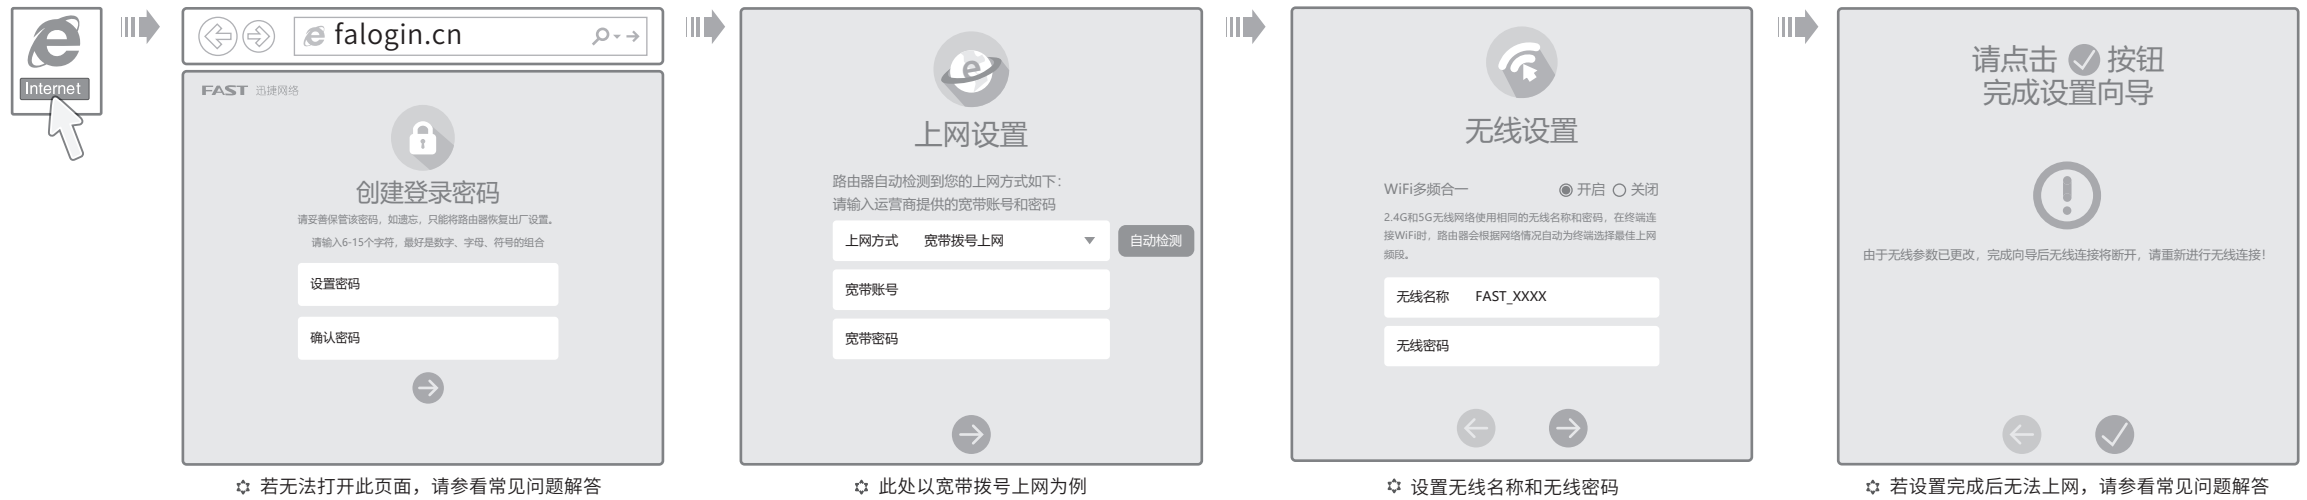 Internet
falogin.cn
FAST 迅捷网络
创建登录密码
请妥善保管该密码，如遗忘，只能将路由器恢复出厂设置。
请输入6-15个字符，最好是数字、字母、符号的组合
设置密码
确认密码
若无法打开此页面，请参看常见问题解答
上网设置
路由器自动检测到您的上网方式如下：
请输入运营商提供的宽带账号和密码
上网方式 宽带拨号上网 自动检测
宽带账号
宽带密码
此处以宽带拨号上网为例
无线设置
WiFi多频合一 开启 关闭
2.4G和5G无线网络使用相同的无线名称和密码，在终端连
接WiFi时，路由器会根据网络情况自动为终端选择最佳上网
频段。
无线名称 FAST_XXXX
无线密码
设置无线名称和无线密码
请点击 按钮
完成设置向导
由于无线参数已更改，完成向导后无线连接将断开，请重新进行无线连接！
若设置完成后无法上网，请参看常见问题解答